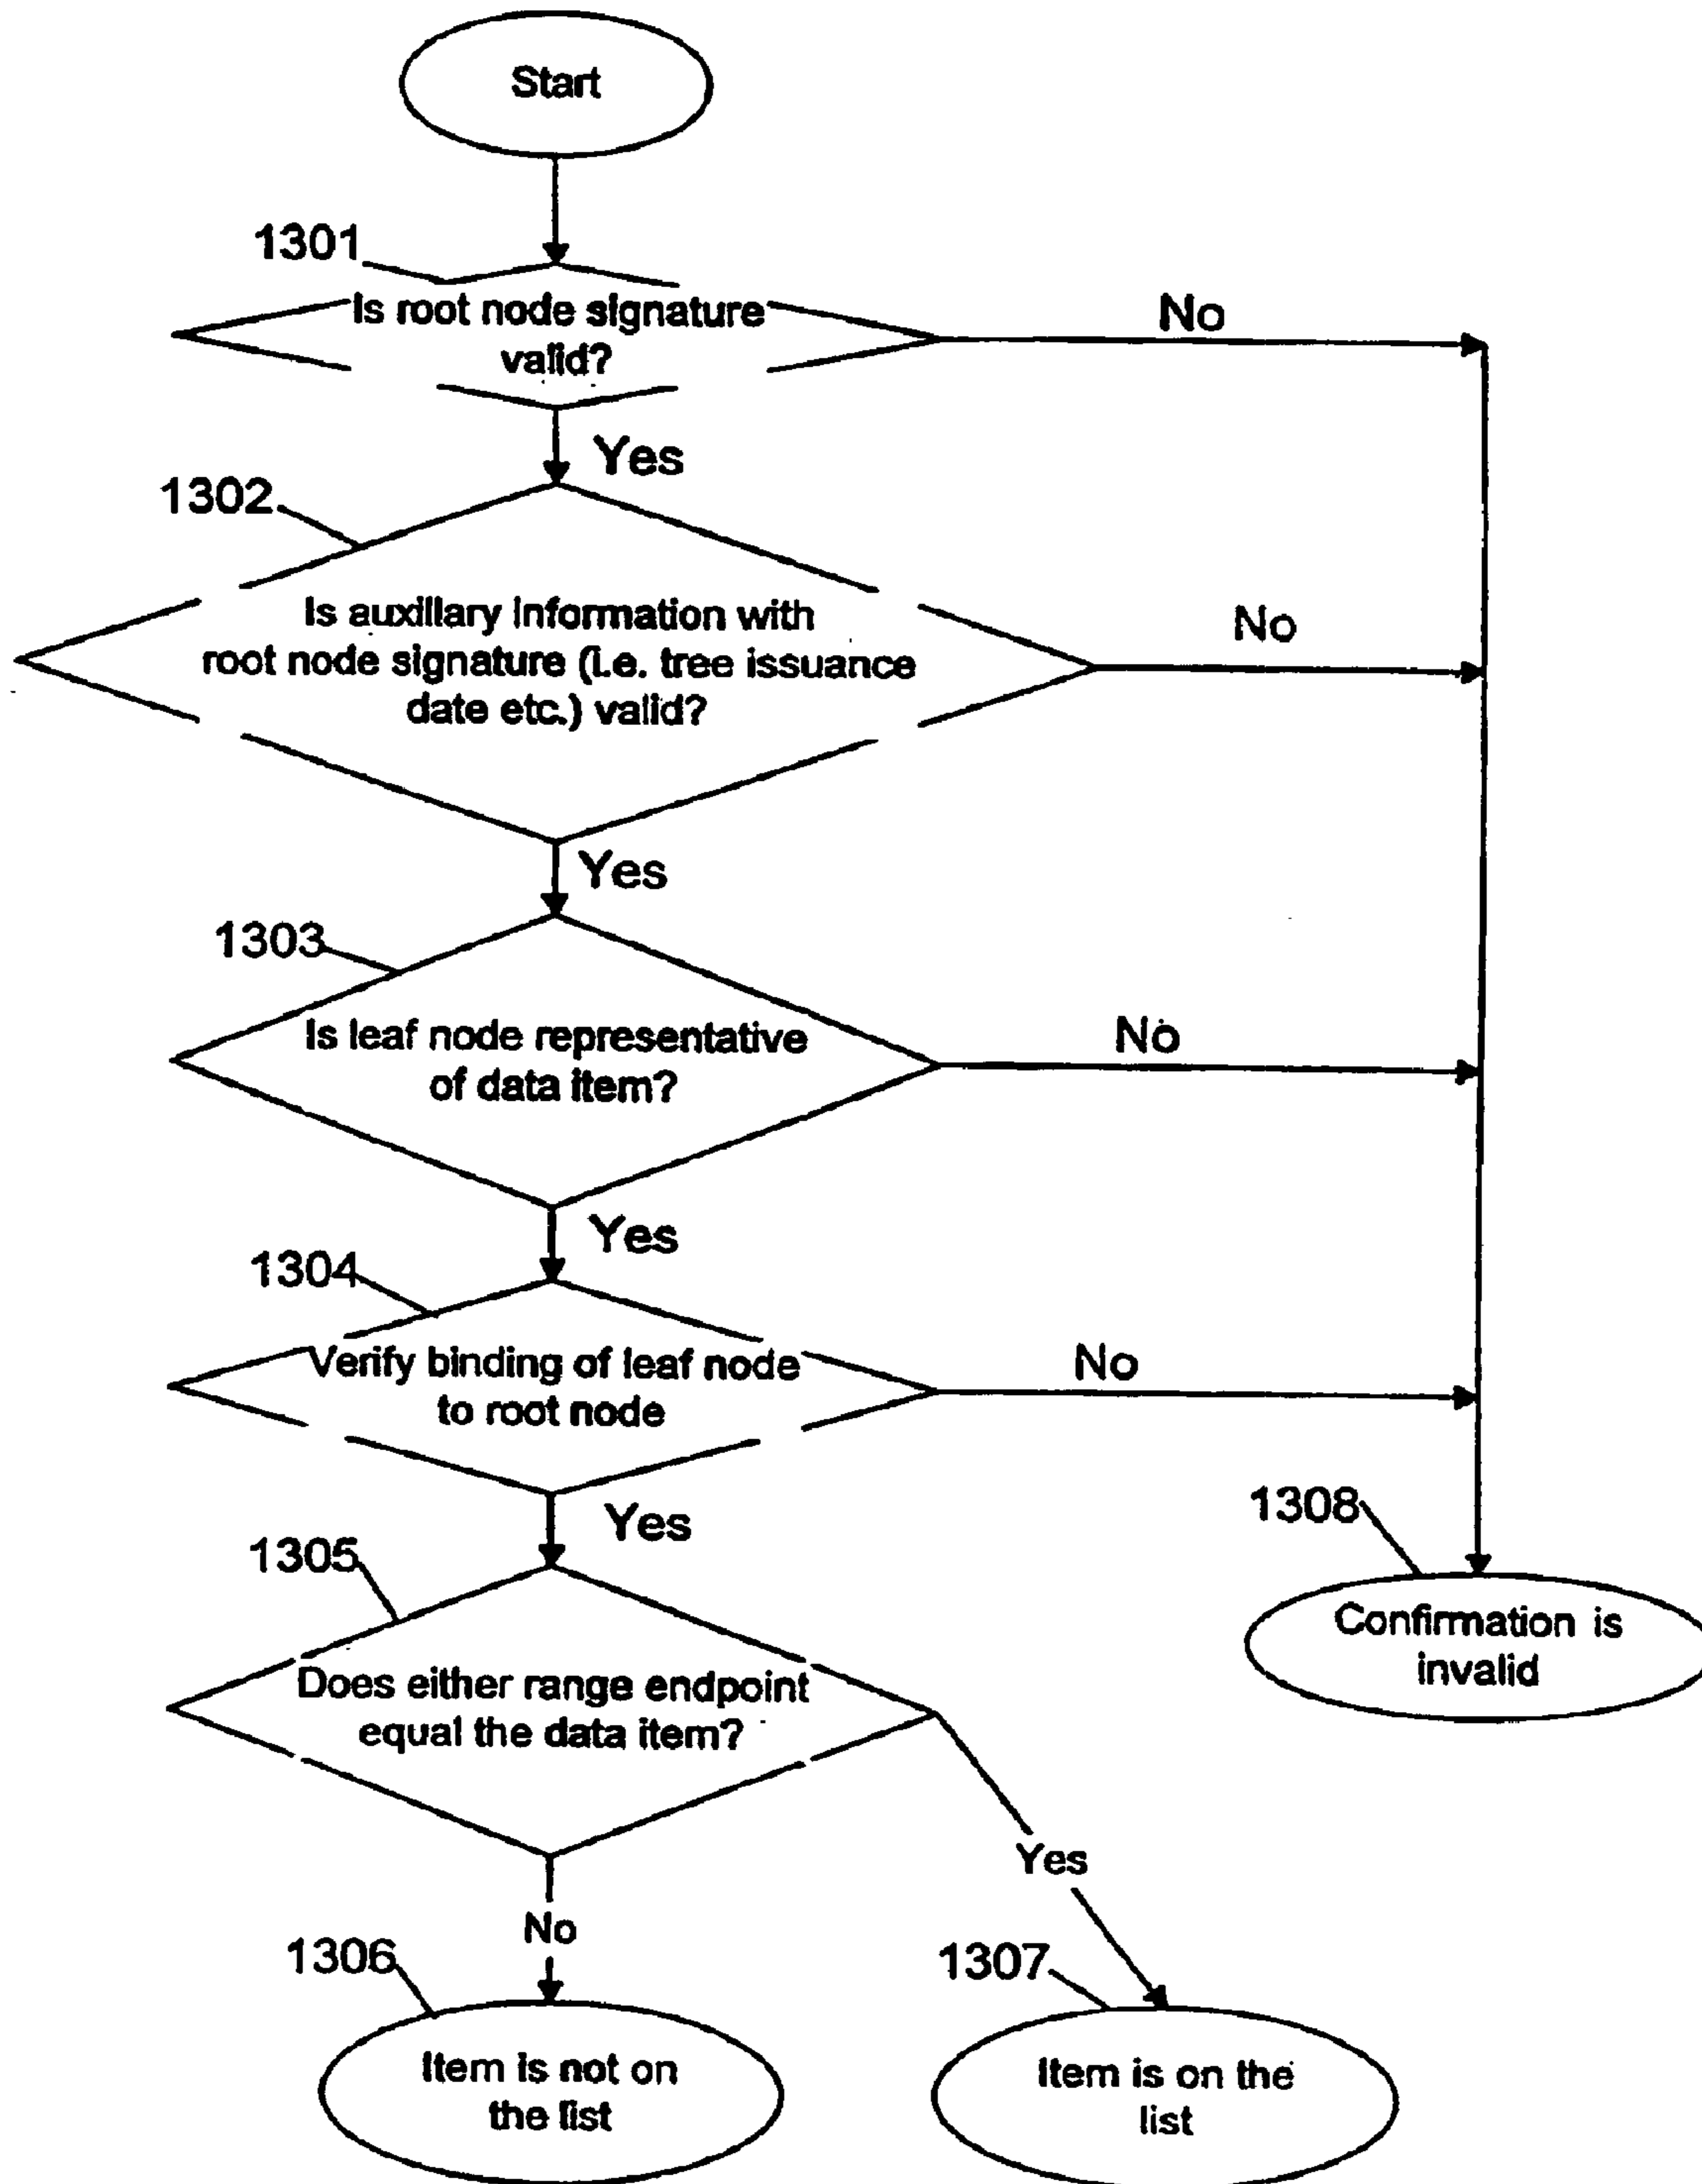 Start
1301
Is root node signature
valid?
No
Yes
1302
Is auxillary information with
root node signature (i.e. tree issuance
date etc.) valid?
No
Yes
1303
Is leaf node representative
of data item?
No
Yes
1304
Verify binding of leaf node
to root node
No
Yes
1305
Does either range endpoint
equal the data item?
1308
Confirmation is
invalid
Yes
No
1306
Item is not on
the list
1307
Item is on the
list